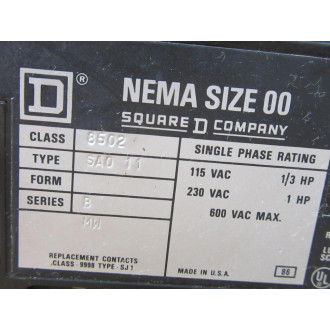 D ®
NEMA SIZE 00
SQUARE D COMPANY
CLASS 8502
TYPE SAO 11
FORM
SERIES B
MW
REPLACEMENT CONTACTS
CLASS-9998 TYPE-SJ1
SINGLE PHASE RATING
115 VAC 1/3 HP
230 VAC 1 HP
600 VAC MAX.
MADE IN U.S.A. 86